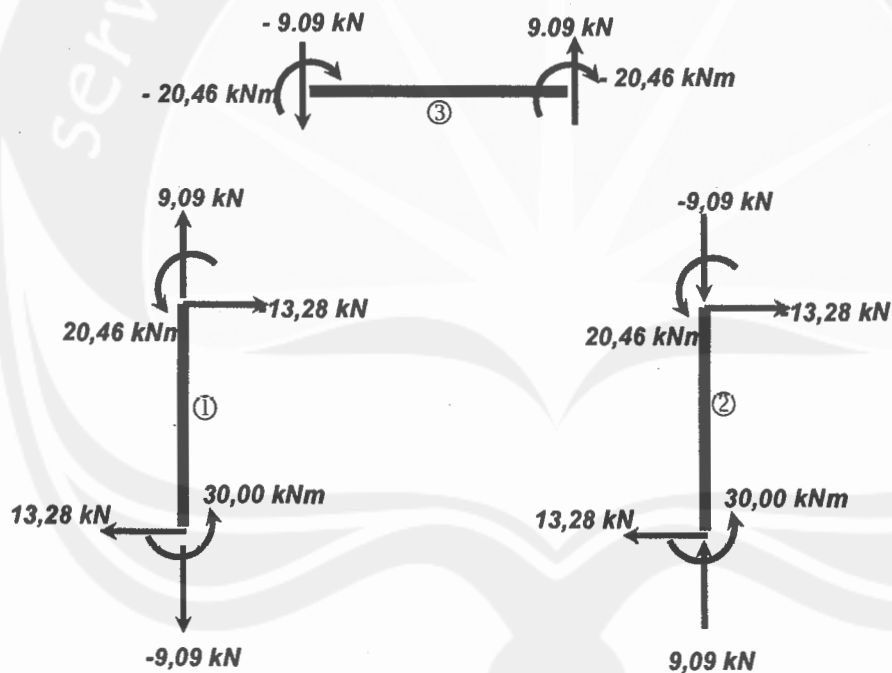 serv
- 9.09 kN
9.09 kN
- 20,46 kNm
- 20,46 kNm
③
9,09 kN
-9,09 kN
-13,28 kN
-13,28 kN
20,46 kNm
20,46 kNm
①
②
30,00 kNm
30,00 kNm
13,28 kN
13,28 kN
-9,09 kN
9,09 kN